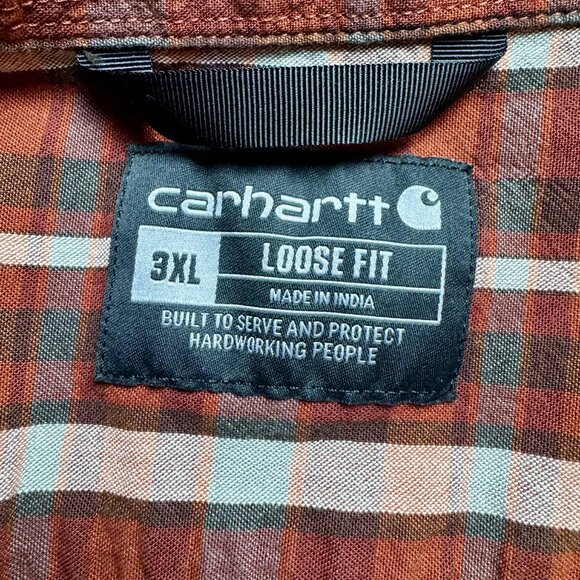 carhartt
3XL
LOOSE FIT
MADE IN INDIA
BUILT TO SERVE AND PROTECT
HARDWORKING PEOPLE